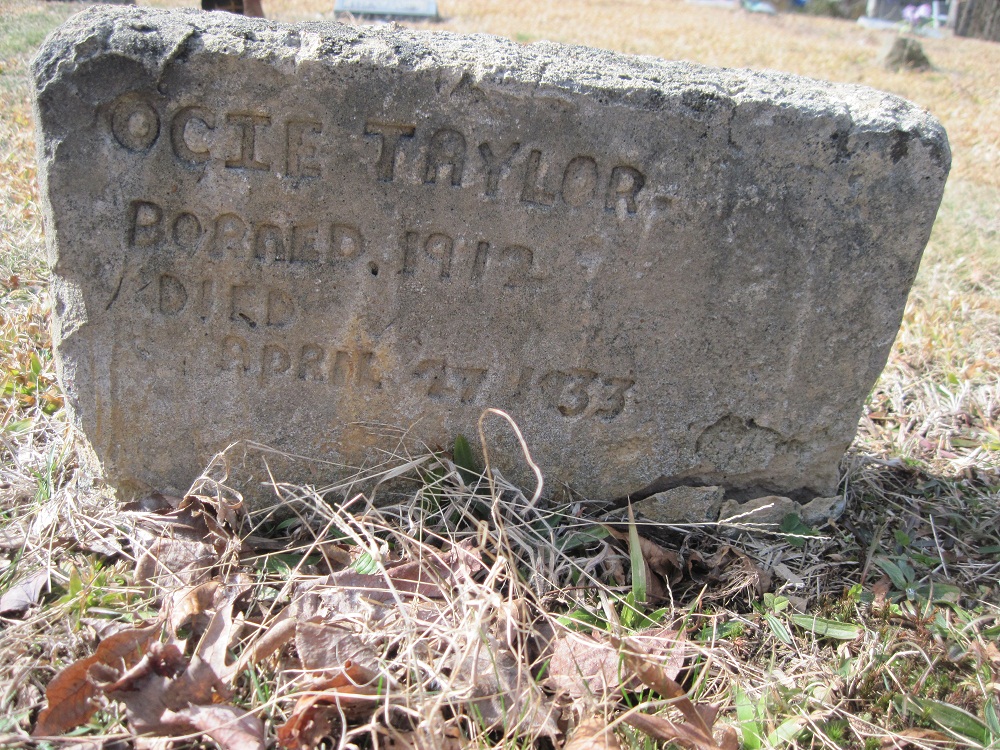 OCIE TAYLOR.
BORNED. 1912
DIED
APRIL 27 1933